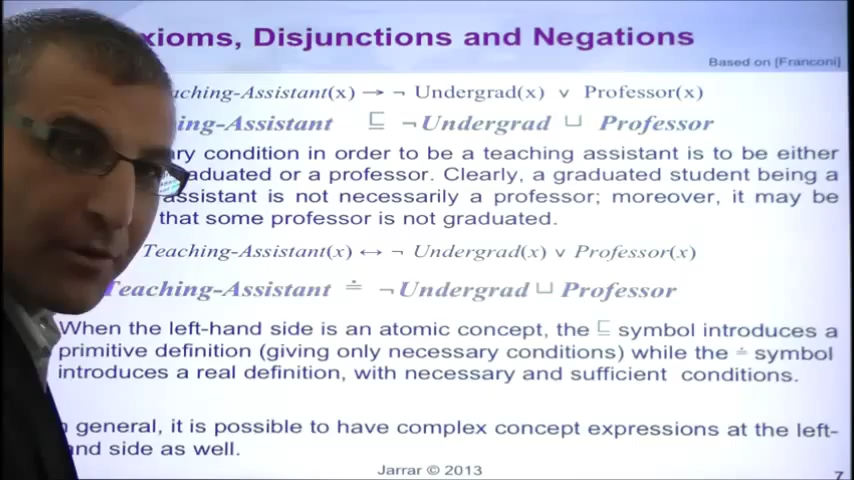 xioms, Disjunctions and Negations
Based on [Franconi]
aching-Assistant(x) → ¬ Undergrad(x) ∨ Professor(x)
ing-Assistant ⊑ ¬Undergrad ⊔ Professor
ry condition in order to be a teaching assistant is to be either
aduated or a professor. Clearly, a graduated student being a
assistant is not necessarily a professor; moreover, it may be
that some professor is not graduated.
Teaching-Assistant(x) ↔ ¬ Undergrad(x) ∨ Professor(x)
Teaching-Assistant ≐ ¬Undergrad ⊔ Professor
When the left-hand side is an atomic concept, the ⊑ symbol introduces a
primitive definition (giving only necessary conditions) while the ≐ symbol
introduces a real definition, with necessary and sufficient conditions.
n general, it is possible to have complex concept expressions at the left-
and side as well.
Jarrar © 2013
7